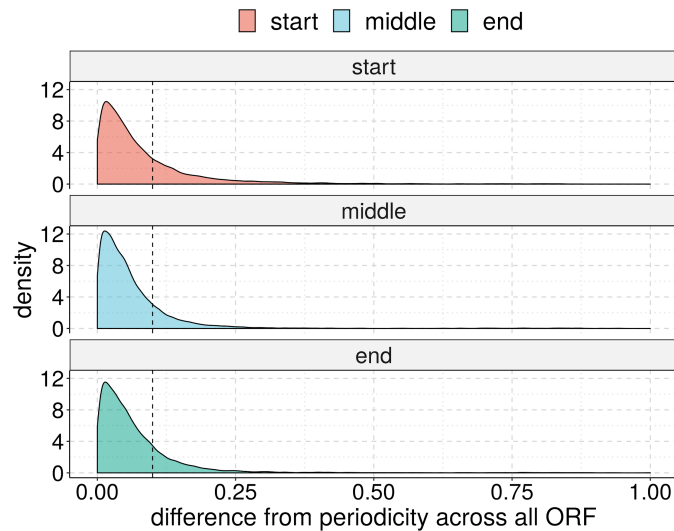 start middle end
start
12
8
4
0
middle
12
8
4
0
end
12
8
4
0
density
0.00 0.25 0.50 0.75 1.00
difference from periodicity across all ORF